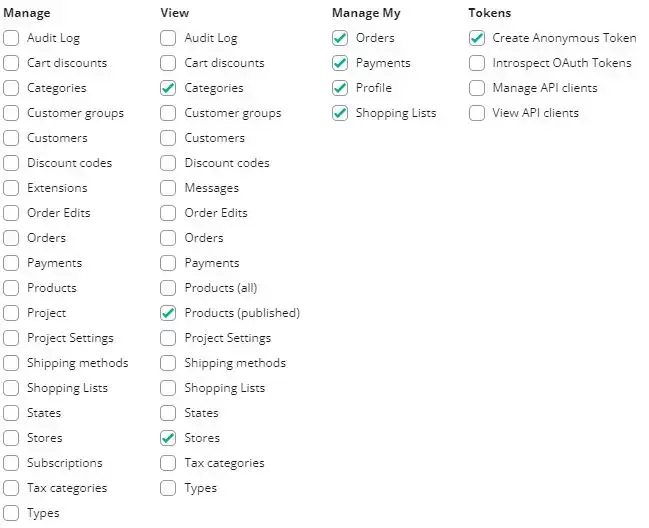 Manage
Audit Log
Cart discounts
Categories
Customer groups
Customers
Discount codes
Extensions
Order Edits
Orders
Payments
Products
Project
Project Settings
Shipping methods
Shopping Lists
States
Stores
Subscriptions
Tax categories
Types
View
Audit Log
Cart discounts
Categories
Customer groups
Customers
Discount codes
Messages
Order Edits
Orders
Payments
Products (all)
Products (published)
Project Settings
Shipping methods
Shopping Lists
States
Stores
Tax categories
Types
Manage My
Orders
Payments
Profile
Shopping Lists
Tokens
Create Anonymous Token
Introspect OAuth Tokens
Manage API clients
View API clients